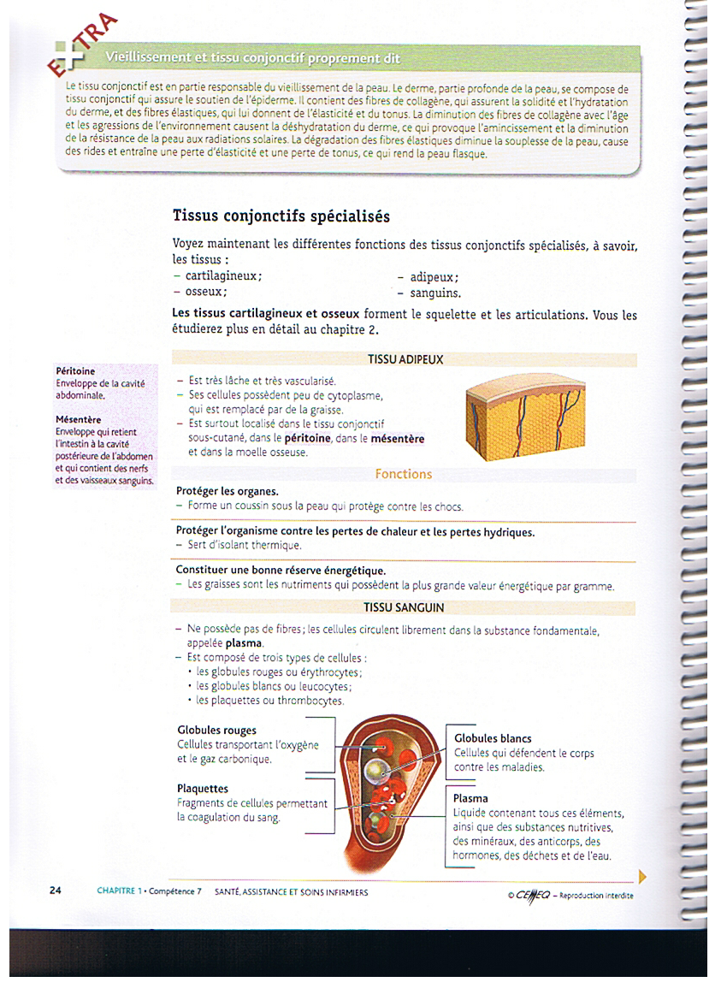 EXTRA
Vieillissement et tissu conjonctif proprement dit
Le tissu conjonctif est en partie responsable du vieillissement de la peau. Le derme, partie profonde de la peau, se compose de
tissu conjonctif qui assure le soutien de l'épiderme. Il contient des fibres de collagène, qui assurent la solidité et l'hydratation
du derme, et des fibres élastiques, qui lui donnent de l'élasticité et du tonus. La diminution des fibres de collagène avec l'âge
et les agressions de l'environnement causent la déshydratation du derme, ce qui provoque l'amincissement et la diminution
de la résistance de la peau aux radiations solaires. La dégradation des fibres élastiques diminue la souplesse de la peau, cause
des rides et entraîne une perte d'élasticité et une perte de tonus, ce qui rend la peau flasque.
Tissus conjonctifs spécialisés
Voyez maintenant les différentes fonctions des tissus conjonctifs spécialisés, à savoir,
les tissus :
– cartilagineux;
– adipeux;
– osseux;
– sanguins.
Les tissus cartilagineux et osseux forment le squelette et les articulations. Vous les
étudierez plus en détail au chapitre 2.
Péritoine
Enveloppe de la cavité
abdominale.
Mésentère
Enveloppe qui retient
l'intestin à la cavité
postérieure de l'abdomen
et qui contient des nerfs
et des vaisseaux sanguins.
TISSU ADIPEUX
– Est très lâche et très vascularisé.
– Ses cellules possèdent peu de cytoplasme,
qui est remplacé par de la graisse.
– Est surtout localisé dans le tissu conjonctif
sous-cutané, dans le péritoine, dans le mésentère
et dans la moelle osseuse.
Fonctions
Protéger les organes.
– Forme un coussin sous la peau qui protège contre les chocs.
Protéger l'organisme contre les pertes de chaleur et les pertes hydriques.
– Sert d'isolant thermique.
Constituer une bonne réserve énergétique.
– Les graisses sont les nutriments qui possèdent la plus grande valeur énergétique par gramme.
TISSU SANGUIN
– Ne possède pas de fibres; les cellules circulent librement dans la substance fondamentale,
appelée plasma.
– Est composé de trois types de cellules :
• les globules rouges ou érythrocytes;
• les globules blancs ou leucocytes;
• les plaquettes ou thrombocytes.
Globules rouges
Cellules transportant l'oxygène
et le gaz carbonique.
Plaquettes
Fragments de cellules permettant
la coagulation du sang.
Globules blancs
Cellules qui défendent le corps
contre les maladies.
Plasma
Liquide contenant tous ces éléments,
ainsi que des substances nutritives,
des minéraux, des anticorps, des
hormones, des déchets et de l'eau.
24 CHAPITRE 1 • Compétence 7 SANTÉ, ASSISTANCE ET SOINS INFIRMIERS
© CEMEQ – Reproduction interdite